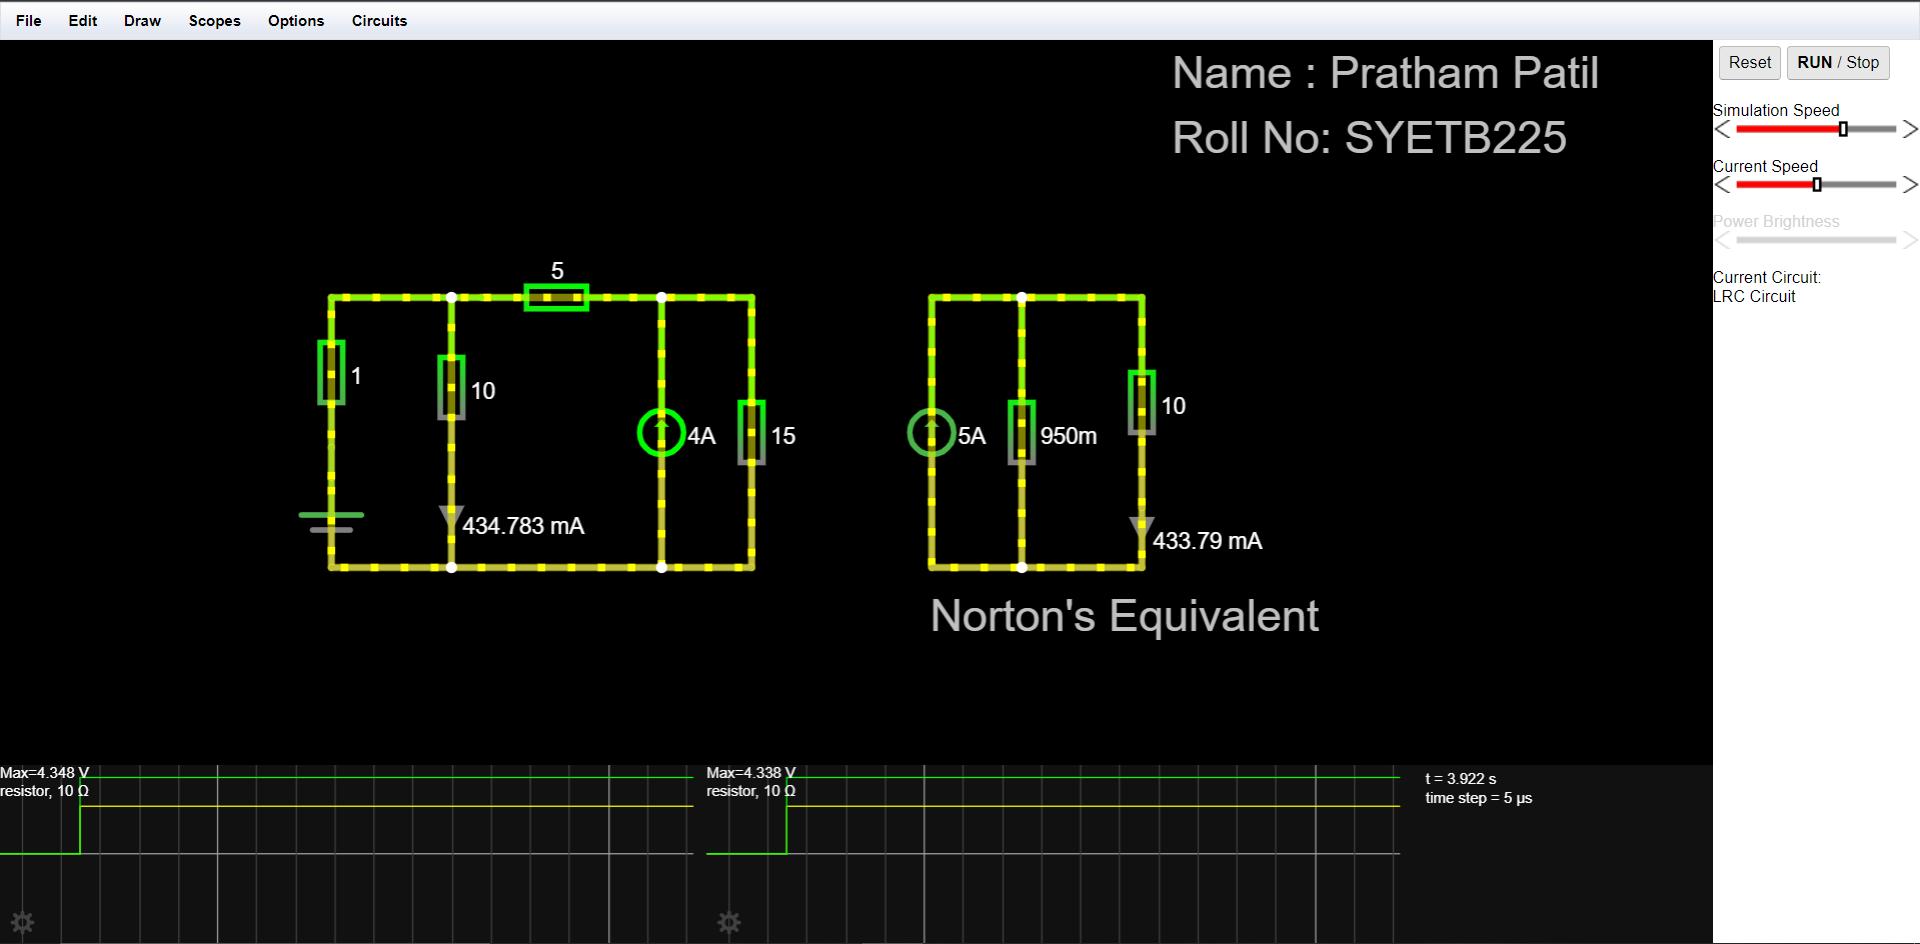 File Edit Draw Scopes Options Circuits
Name : Pratham Patil
Roll No: SYETB225
Reset RUN / Stop
Simulation Speed
Current Speed
Power Brightness
Current Circuit:
LRC Circuit
5
1
10
4A
15
434.783 mA
5A
950m
10
433.79 mA
Norton's Equivalent
Max=4.348 V
resistor, 10 Ω
Max=4.338 V
resistor, 10 Ω
t = 3.922 s
time step = 5 μs